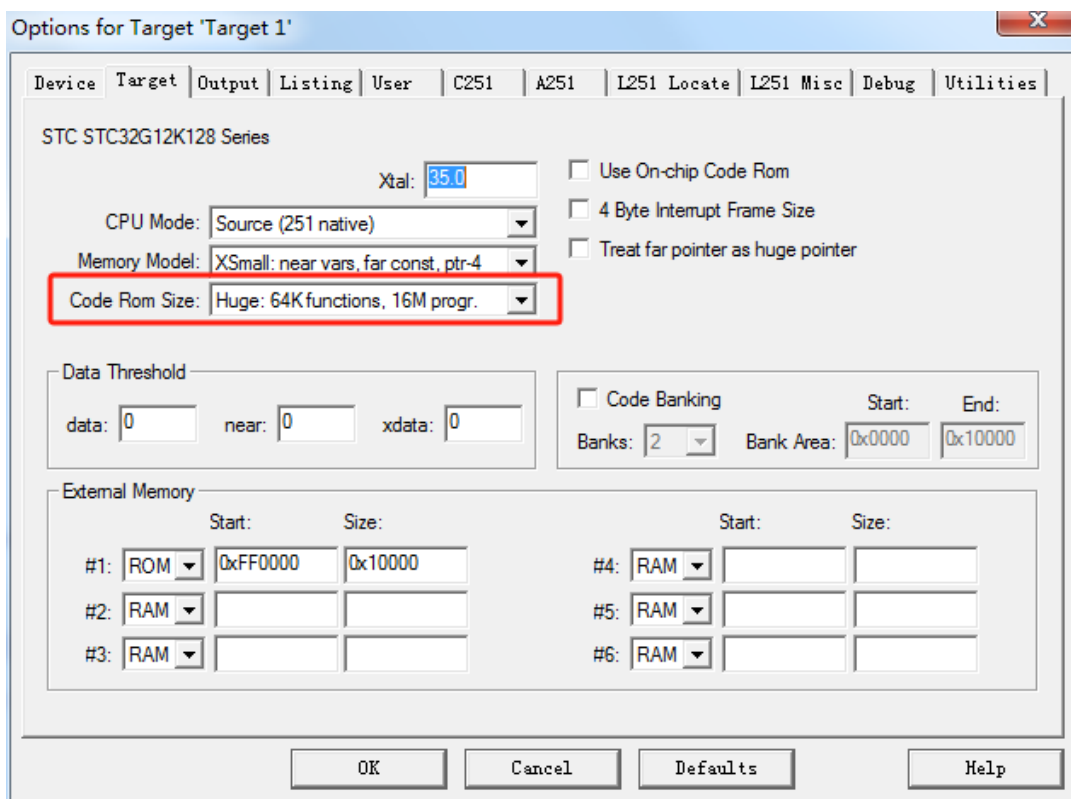 Options for Target 'Target 1'
Device Target Output Listing User C251 A251 L251 Locate L251 Misc Debug Utilities
STC STC32G12K128 Series
Xtal: 35.0
Use On-chip Code Rom
CPU Mode: Source (251 native)
4 Byte Interrupt Frame Size
Memory Model: XSmall: near vars, far const, ptr-4
Treat far pointer as huge pointer
Code Rom Size: Huge: 64K functions, 16M progr.
Data Threshold
data: 0 near: 0 xdata: 0
Code Banking Start: End:
Banks: 2 Bank Area: 0x0000 0x10000
External Memory
Start: Size: Start: Size:
#1: ROM 0xFF0000 0x10000 #4: RAM
#2: RAM #5: RAM
#3: RAM #6: RAM
OK Cancel Defaults Help